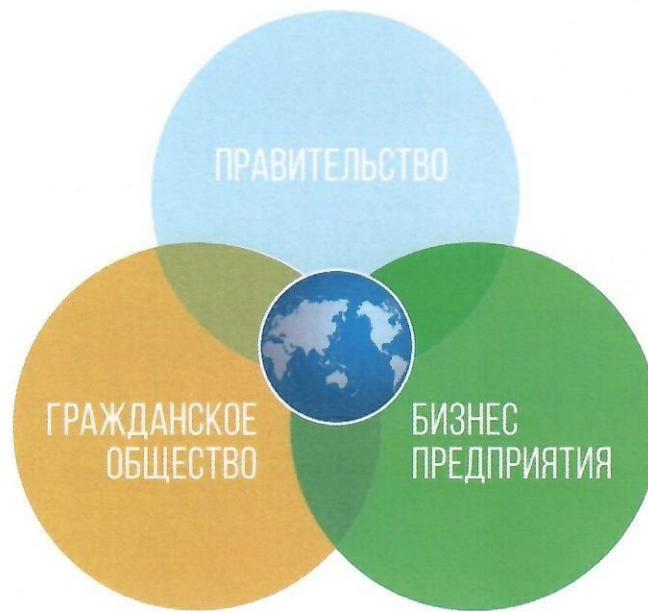 ПРАВИТЕЛЬСТВО
ГРАЖДАНСКОЕ
ОБЩЕСТВО
БИЗНЕС
ПРЕДПРИЯТИЯ